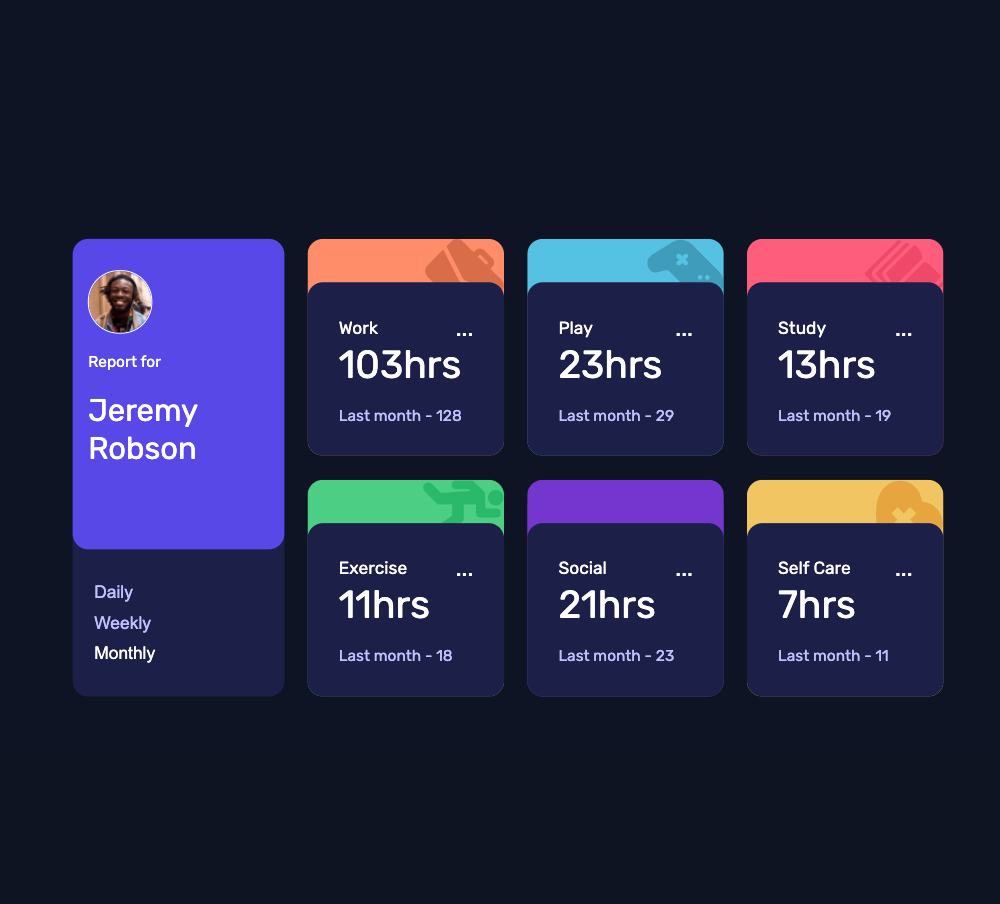 Report for
Jeremy
Robson
Daily
Weekly
Monthly
Work ...
103hrs
Last month - 128
Play ...
23hrs
Last month - 29
Study ...
13hrs
Last month - 19
Exercise ...
11hrs
Last month - 18
Social ...
21hrs
Last month - 23
Self Care ...
7hrs
Last month - 11